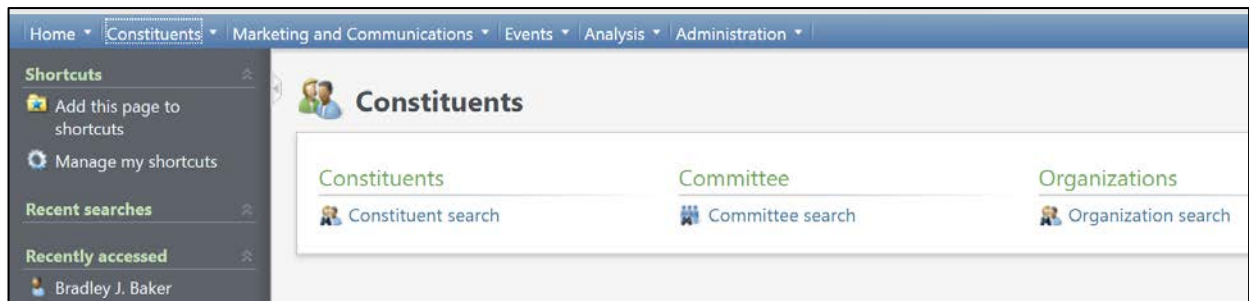 Home Constituents Marketing and Communications Events Analysis Administration
Shortcuts
Add this page to
shortcuts
Manage my shortcuts
Recent searches
Recently accessed
Bradley J. Baker
Constituents
Constituents
Constituent search
Committee
Committee search
Organizations
Organization search